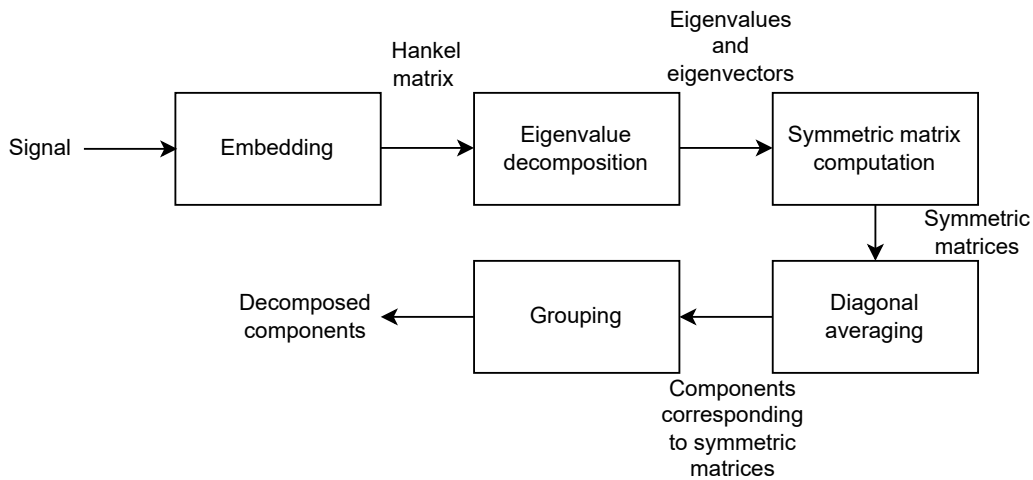 Signal
Embedding
Hankel
matrix
Eigenvalue
decomposition
Eigenvalues
and
eigenvectors
Symmetric matrix
computation
Symmetric
matrices
Diagonal
averaging
Components
corresponding
to symmetric
matrices
Grouping
Decomposed
components